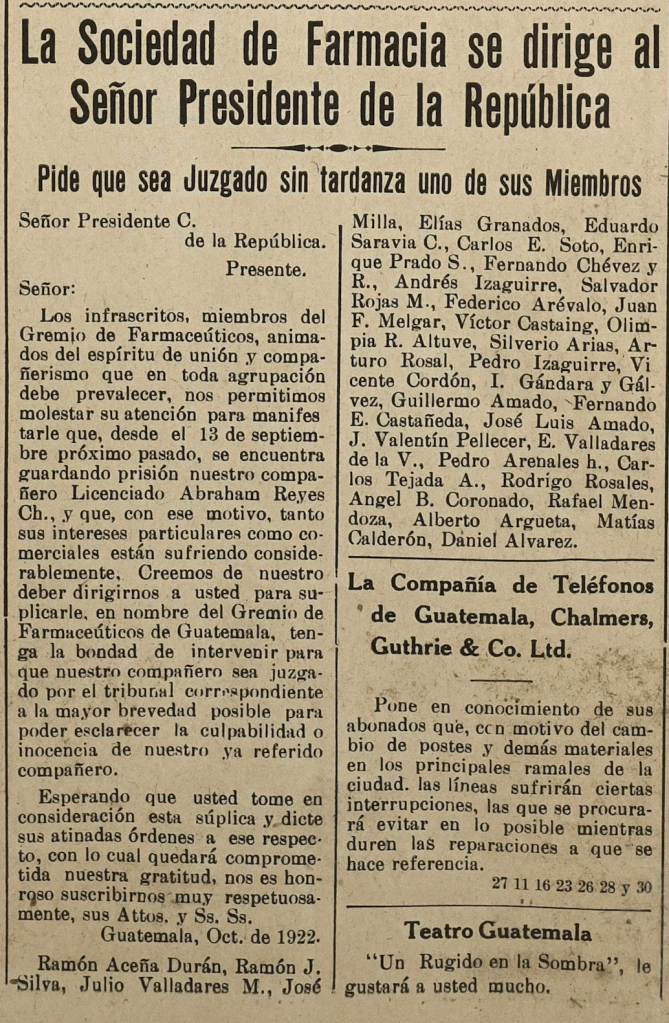 La Sociedad de Farmacia se dirige al
Señor Presidente de la República
Pide que sea Juzgado sin tardanza uno de sus Miembros
Señor Presidente C.
de la República.
Presente.
Señor:
Los infrascritos, miembros del
Gremio de Farmaceúticos, anima-
dos del espíritu de unión y compa-
ñerismo que en toda agrupación
debe prevalecer, nos permitimos
molestar su atención para manifes
tarle que, desde el 13 de septiem-
bre próximo pasado, se encuentra
guardando prisión nuestro compa-
ñero Licenciado Abraham Reyes
Ch., y que, con ese motivo, tanto
sus intereses particulares como co-
merciales están sufriendo conside-
rablemente. Creemos de nuestro
deber dirigirnos a usted para su-
plicarle, en nombre del Gremio de
Farmaceúticos de Guatemala, ten-
ga la bondad de intervenir para
que nuestro compañero sea juzga-
do por el tribunal correspondiente
a la mayor brevedad posible para
poder esclarecer la culpabilidad o
inocencia de nuestro ya referido
compañero.
Esperando que usted tome en
consideración esta súplica y dicte
sus atinadas órdenes a ese respec-
to, con lo cual quedará comprome-
tida nuestra gratitud, nos es hon-
roso suscribirnos muy respetuosa-
mente, sus Attos. y Ss. Ss.
Guatemala, Oct. de 1922.
Ramón Aceña Durán, Ramón J.
Silva, Julio Valladares M., José
Milla, Elías Granados, Eduardo
Saravia C., Carlos E. Soto, Enri-
que Prado S., Fernando Chévez y
R., Andrés Izaguirre, Salvador
Rojas M., Federico Arévalo, Juan
F. Melgar, Víctor Castaing, Olim-
pia R. Altuve, Silverio Arias, Ar-
turo Rosal, Pedro Izaguirre, Vi
cente Cordón, I. Gándara y Gál-
vez, Guillermo Amado, Fernando
E. Castañeda, José Luis Amado,
J. Valentín Pellecer, E. Valladares
de la V., Pedro Arenales h., Car-
los Tejada A., Rodrigo Rosales,
Angel B. Coronado, Rafael Men-
doza, Alberto Argueta, Matías
Calderón, Daniel Alvarez.
La Compañía de Teléfonos
de Guatemala, Chalmers,
Guthrie & Co. Ltd.
Pone en conocimiento de sus
abonados que, con motivo del cam-
bio de postes y demás materiales
en los principales ramales de la
ciudad. las líneas sufrirán ciertas
interrupciones, las que se procura-
rá evitar en lo posible mientras
duren las reparaciones a que se
hace referencia.
27 11 16 23 26 28 y 30
Teatro Guatemala
"Un Rugido en la Sombra", le
gustará a usted mucho.